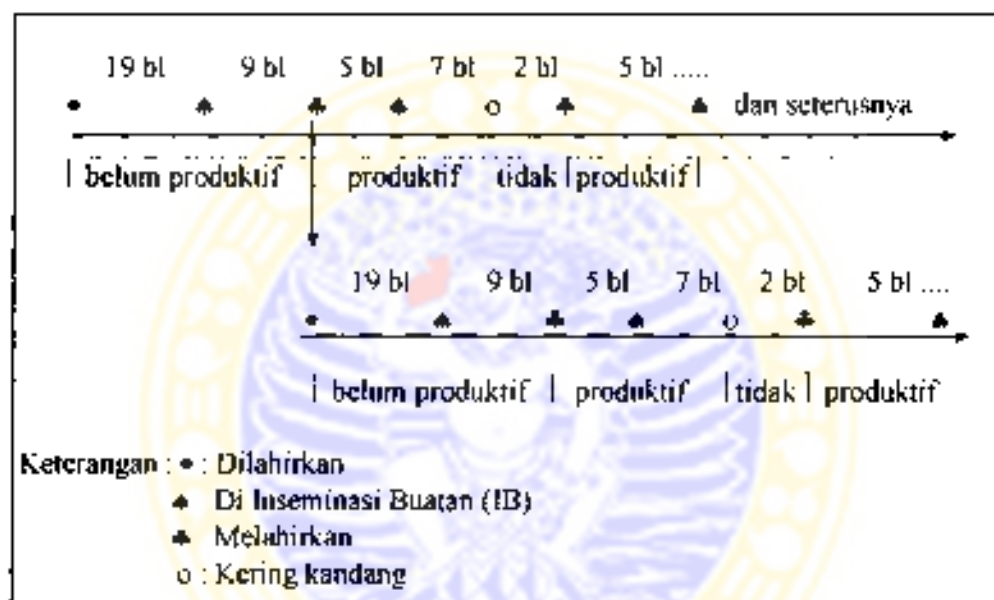 19 bl 9 bl 5 bl 7 bl 2 bl 5 bl .....
dan seterusnya
| belum produktif | produktif tidak | produktif |
19 bl 9 bl 5 bl 7 bl 2 bl 5 bl ....
| belum produktif | produktif | tidak | produktif
Keterangan : • : Dilahirkan
♠ Di Inseminasi Buatan (IB)
♣ Melahirkan
o : Kering kandang